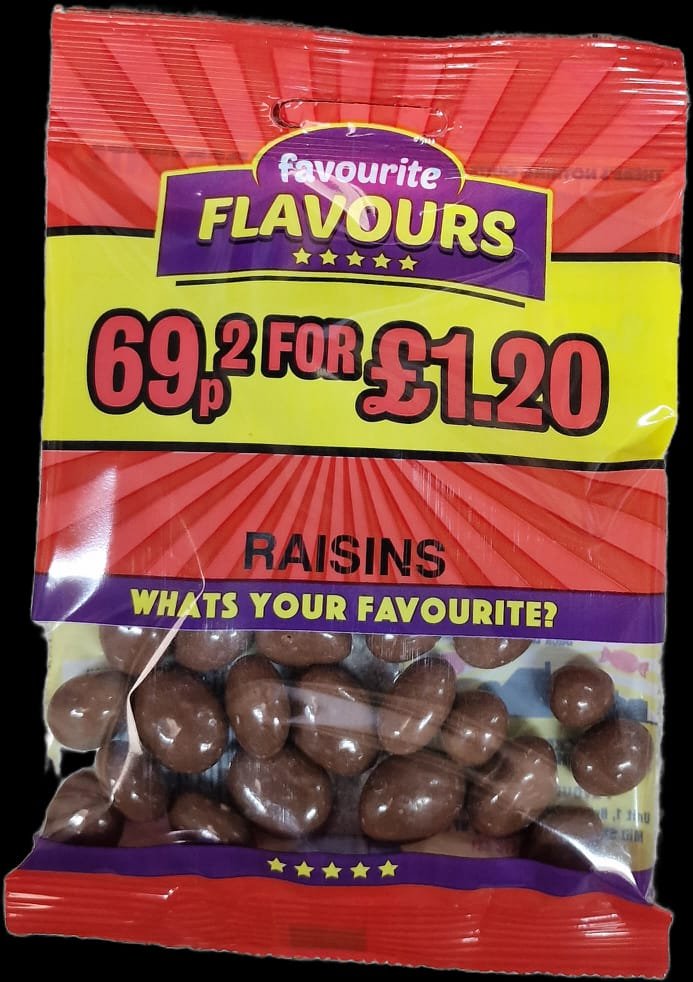 favourite
FLAVOURS
69p 2 FOR £1.20
RAISINS
WHATS YOUR FAVOURITE?